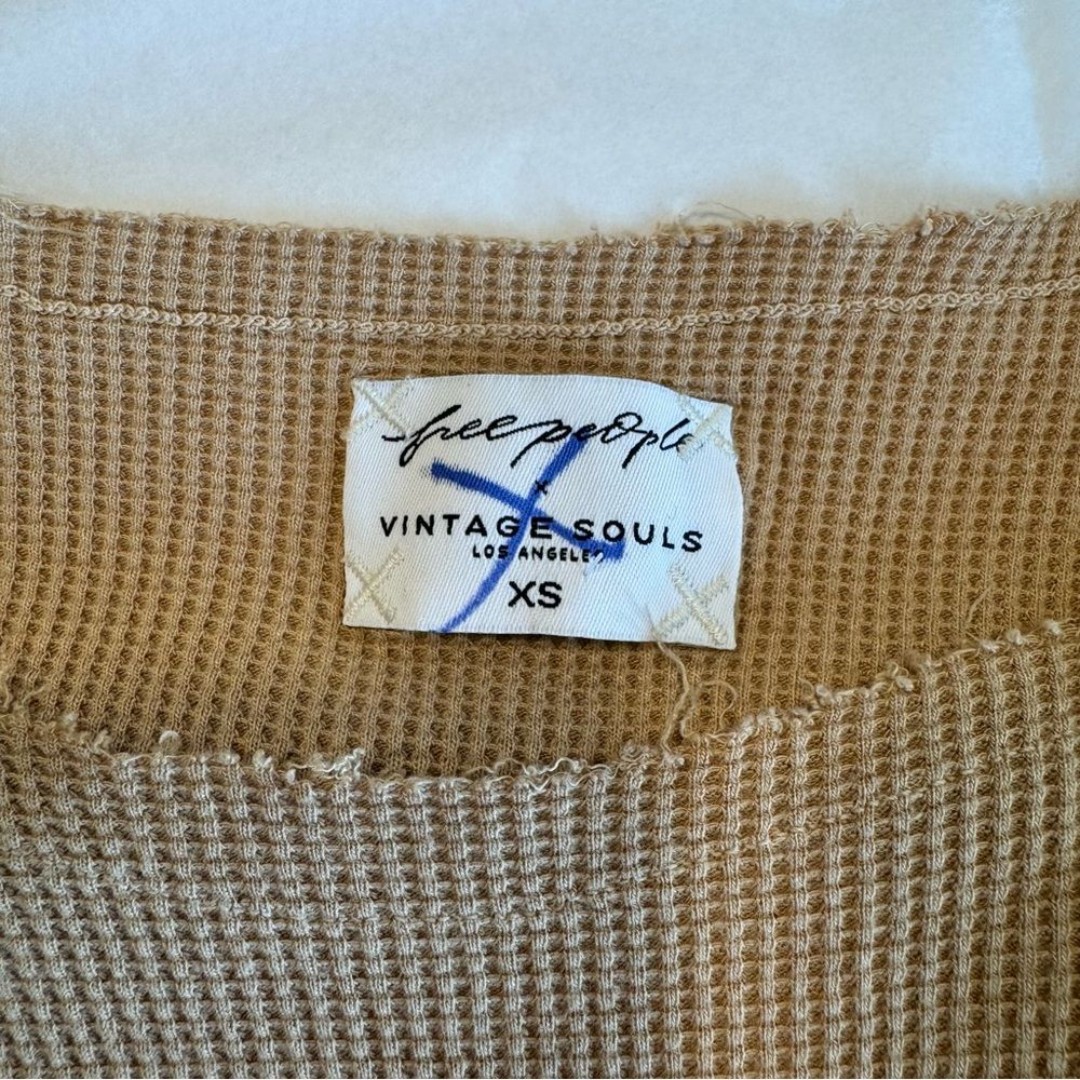 free people
x
VINTAGE SOULS
LOS ANGELES
XS